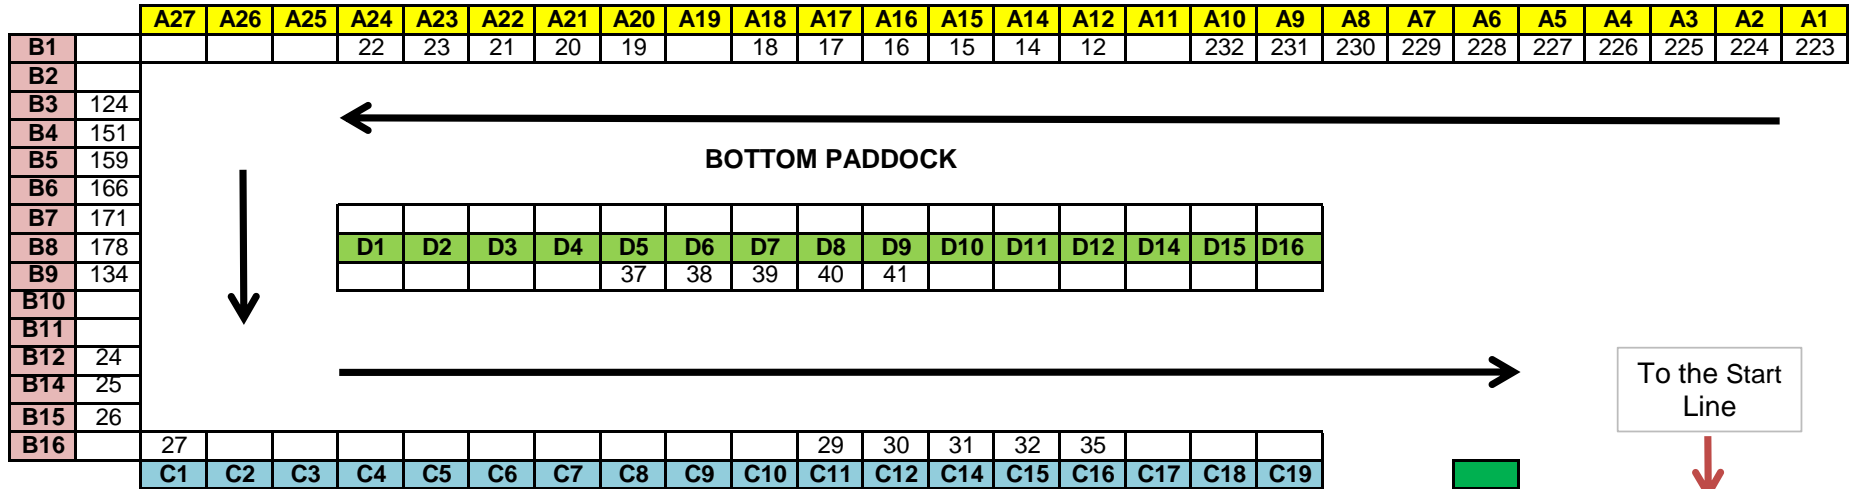 A27 A26 A25 A24 A23 A22 A21 A20 A19 A18 A17 A16 A15 A14 A12 A11 A10 A9 A8 A7 A6 A5 A4 A3 A2 A1
B1 22 23 21 20 19 18 17 16 15 14 12 232 231 230 229 228 227 226 225 224 223
B2
B3 124
B4 151
B5 159 BOTTOM PADDOCK
B6 166
B7 171
B8 178 D1 D2 D3 D4 D5 D6 D7 D8 D9 D10 D11 D12 D14 D15 D16
B9 134 37 38 39 40 41
B10
B11
B12 24
B14 25
B15 26
To the Start
Line
B16 27 29 30 31 32 35
C1 C2 C3 C4 C5 C6 C7 C8 C9 C10 C11 C12 C14 C15 C16 C17 C18 C19